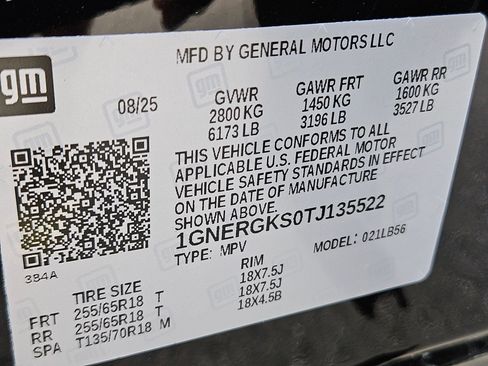 gm
MFD BY GENERAL MOTORS LLC
08/25
GVWR GAWR FRT GAWR RR
2800 KG 1450 KG 1600 KG
6173 LB 3196 LB 3527 LB
THIS VEHICLE CONFORMS TO ALL
APPLICABLE U.S. FEDERAL MOTOR
VEHICLE SAFETY STANDARDS IN EFFECT
ON THE DATE OF MANUFACTURE
SHOWN ABOVE.
1GNERGKS0TJ135522
TYPE: MPV MODEL: 021LB56
384A
TIRE SIZE RIM
FRT 255/65R18 T 18X7.5J
RR 255/65R18 T 18X7.5J
SPA T135/70R18 M 18X4.5B